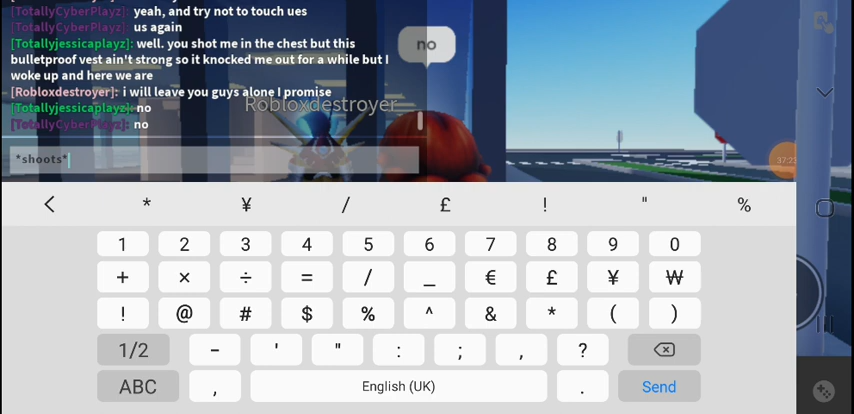 [TotallyCyberPlayz]: yeah, and try not to touch ues
[TotallyCyberPlayz]: us again
[Totallyjessicaplayz]: well. you shot me in the chest but this
bulletproof vest ain't strong so it knocked me out for a while but I
woke up and here we are
[Robloxdestroyer]: i will leave you guys alone I promise
[Totallyjessicaplayz]: no
[TotallyCyberPlayz]: no
no
Robloxdestroyer
*shoots*
37:23
* ¥ / £ ! " %
1 2 3 4 5 6 7 8 9 0
+ × ÷ = / _ € £ ¥ ₩
! @ # $ % ^ & * ( )
1/2 - ' " : ; , ?
ABC , English (UK) . Send